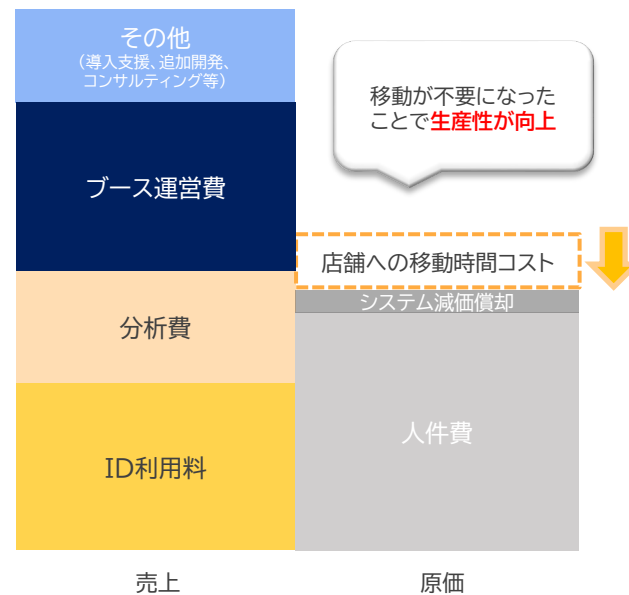 その他
（導入支援、追加開発、
コンサルティング等）
ブース運営費
分析費
ID利用料
売上
移動が不要になった
ことで生産性が向上
店舗への移動時間コスト
システム減価償却
人件費
原価